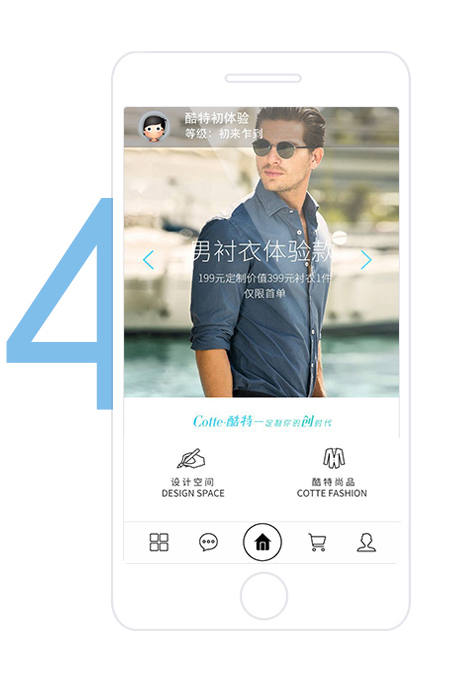 4
酷特初体验
等级：初来乍到
男衬衣体验款
199元定制价值399元衬衣1件
仅限首单
Cotte·酷特一定制你的创时代
设计空间
DESIGN SPACE
酷特尚品
COTTE FASHION